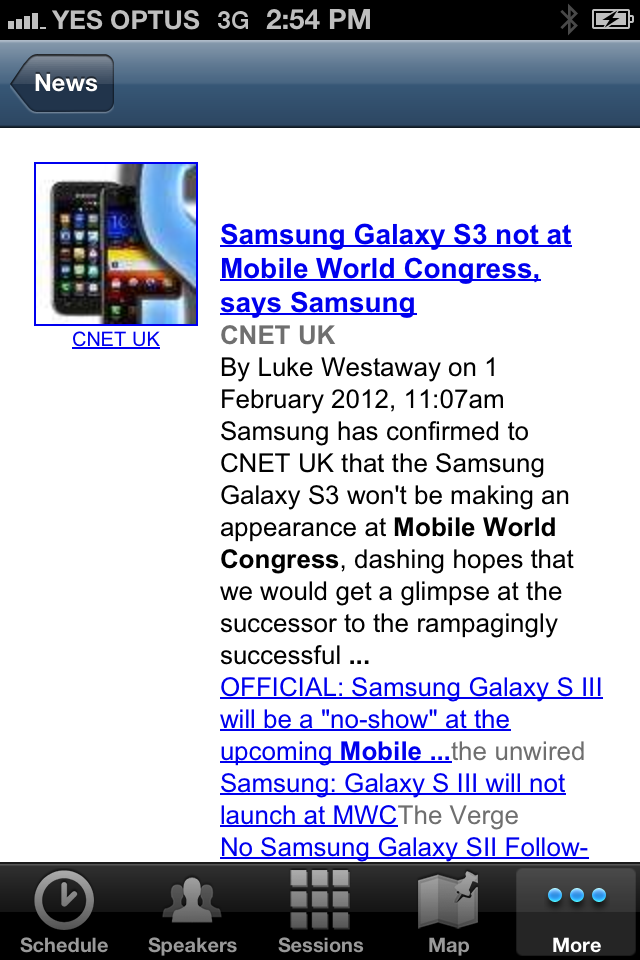 YES OPTUS 3G 2:54 PM
News
CNET UK
Samsung Galaxy S3 not at
Mobile World Congress,
says Samsung
CNET UK
By Luke Westaway on 1
February 2012, 11:07am
Samsung has confirmed to
CNET UK that the Samsung
Galaxy S3 won't be making an
appearance at Mobile World
Congress, dashing hopes that
we would get a glimpse at the
successor to the rampagingly
successful ...
OFFICIAL: Samsung Galaxy S III
will be a "no-show" at the
upcoming Mobile ...the unwired
Samsung: Galaxy S III will not
launch at MWCThe Verge
No Samsung Galaxy SII Follow-
Schedule Speakers Sessions Map More